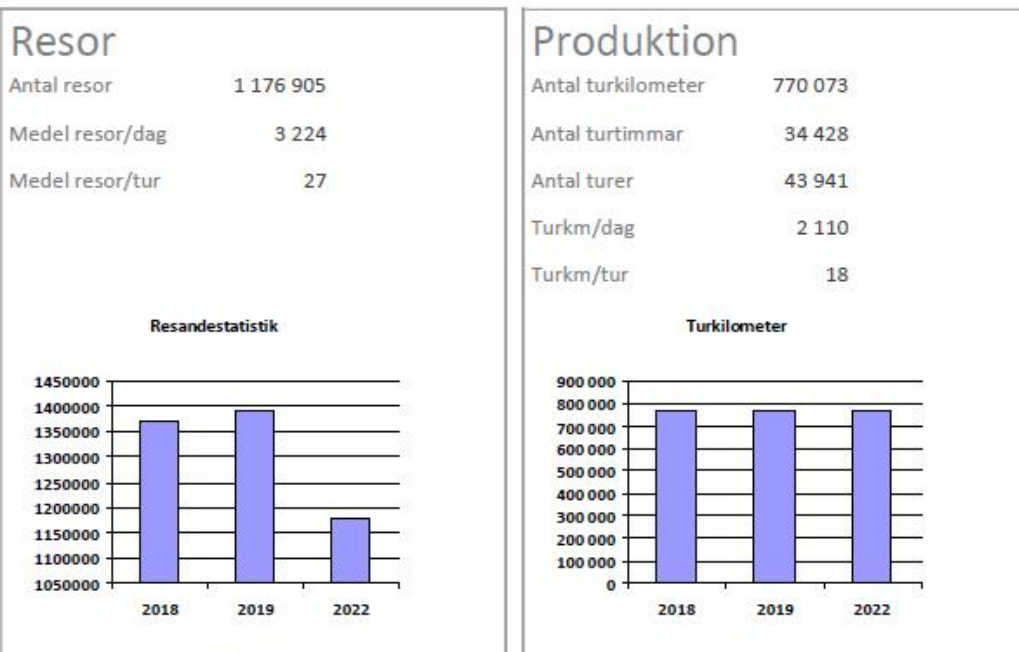 Resor
Antal resor 1 176 905
Medel resor/dag 3 224
Medel resor/tur 27
Resandestatistik
1450000
1400000
1350000
1300000
1250000
1200000
1150000
1100000
1050000
2018 2019 2022
Produktion
Antal turkilometer 770 073
Antal turtimmar 34 428
Antal turer 43 941
Turkm/dag 2 110
Turkm/tur 18
Turkilometer
900 000
800 000
700 000
600 000
500 000
400 000
300 000
200 000
100 000
0
2018 2019 2022